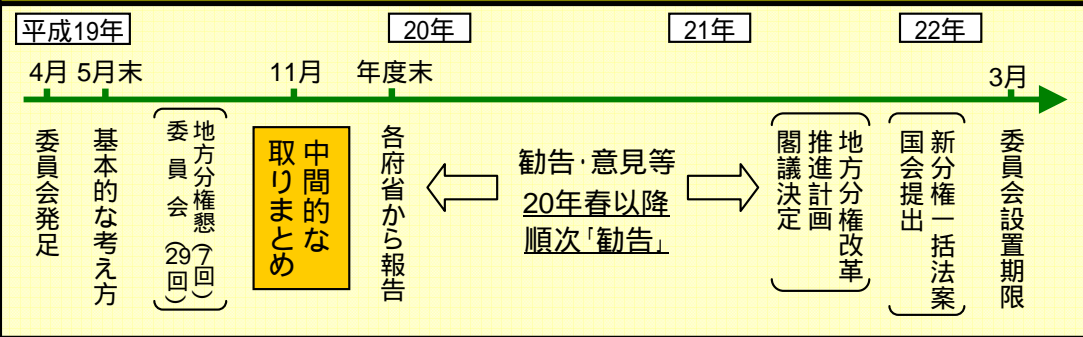 平成19年
20年
21年
22年
4月
5月末
11月
年度末
3月
委員会発足
基本的な考え方
地方分権懇(7回)
委員会(29回)
中間的な
取りまとめ
各府省から報告
勧告・意見等
20年春以降
順次「勧告」
地方分権改革
推進計画
閣議決定
新分権一括法案
国会提出
委員会設置期限